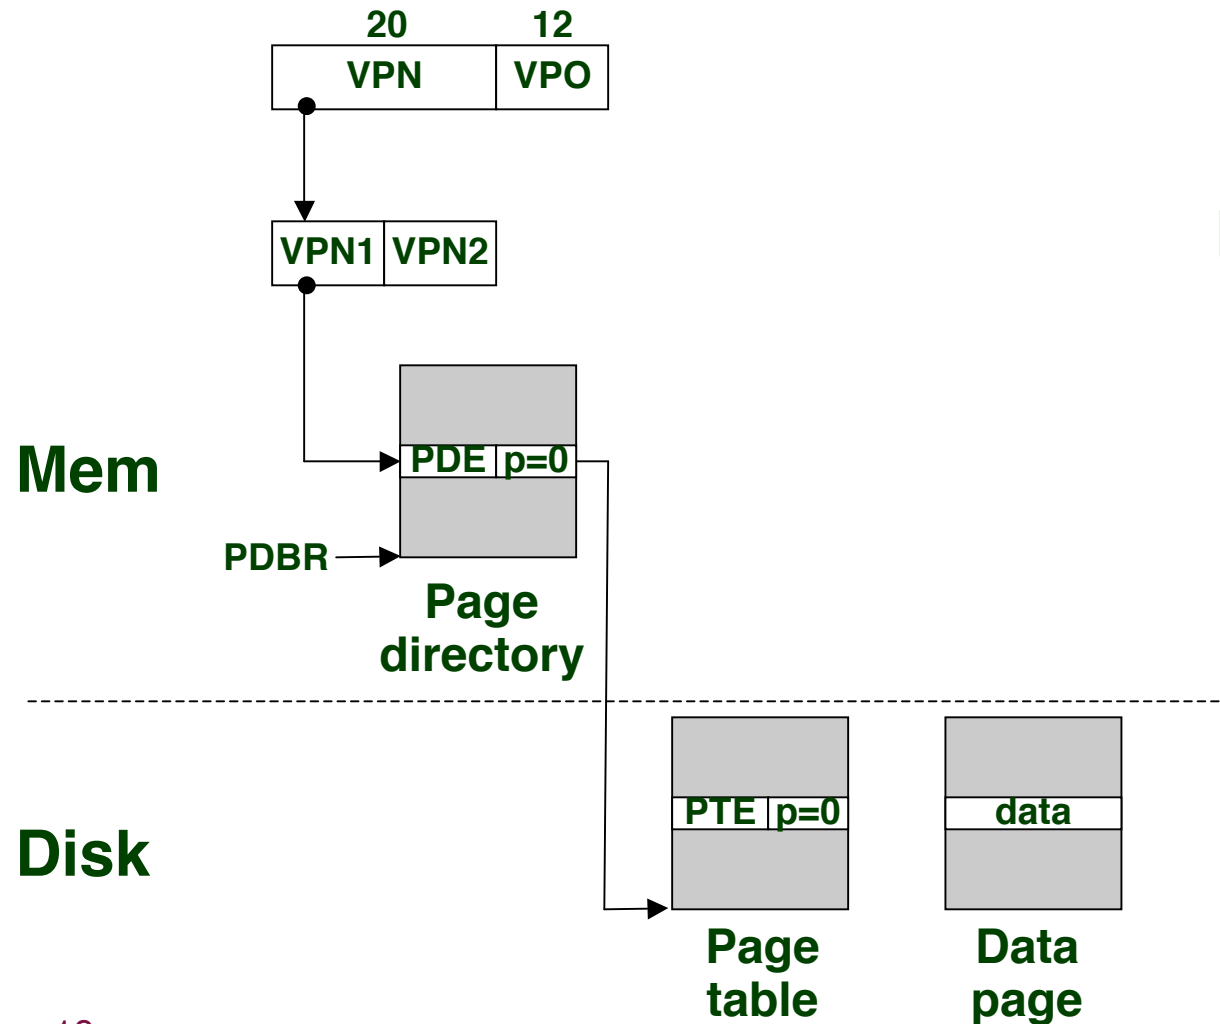 20 12
VPN VPO
VPN1 VPN2
Mem
PDE p=0
PDBR
Page
directory
Disk
PTE p=0
data
Page
table
Data
page